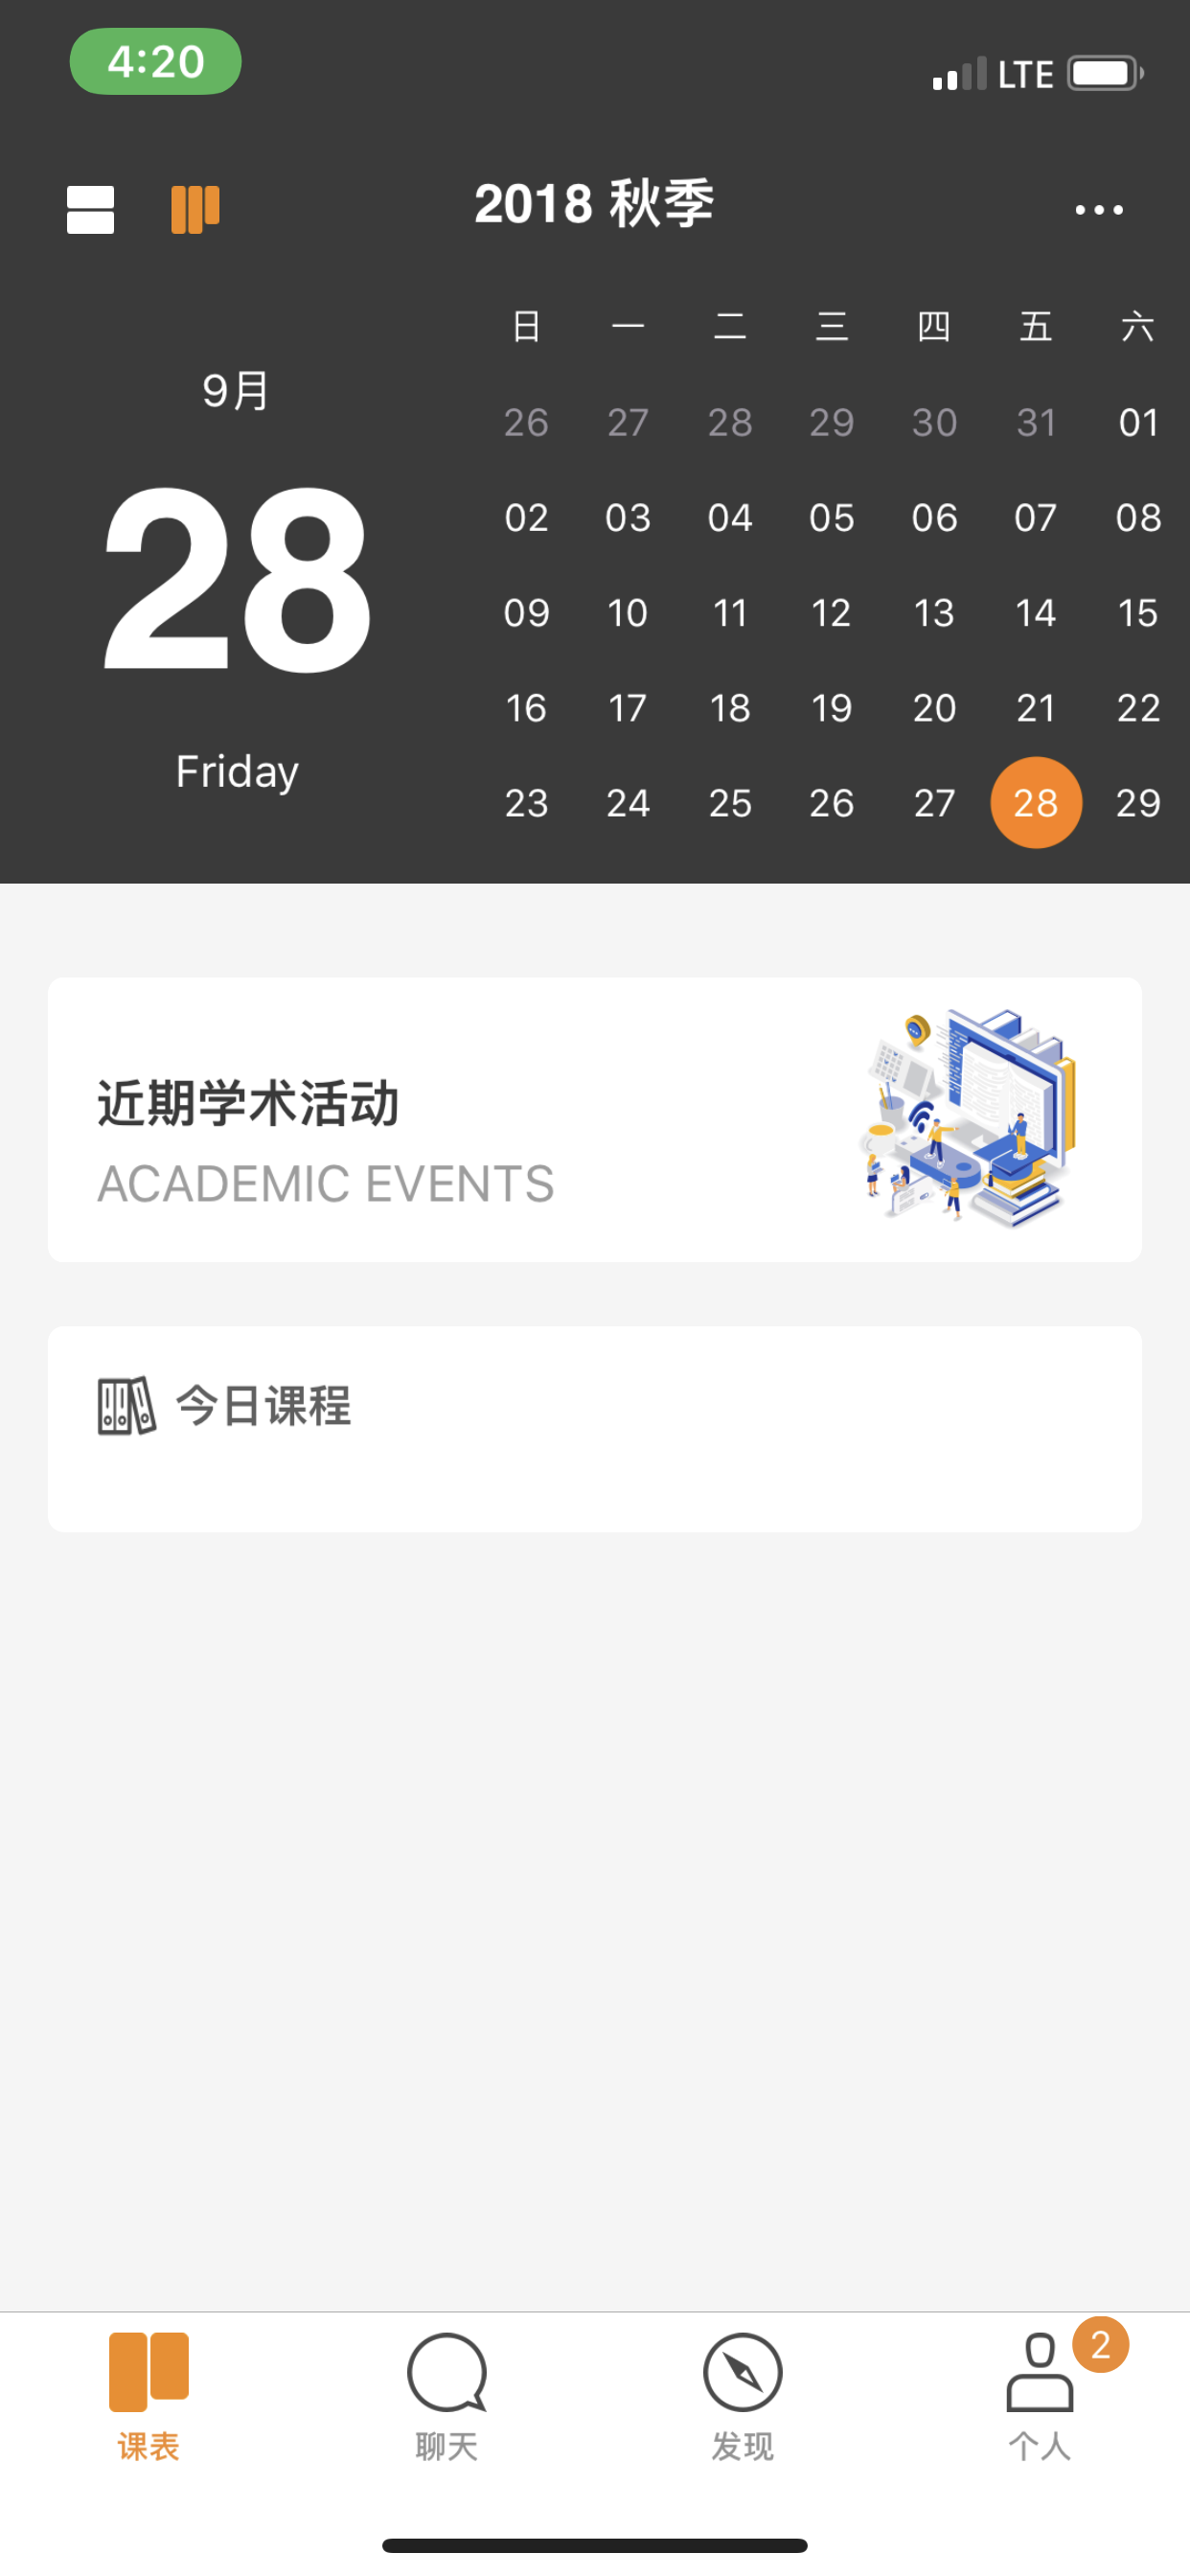 4:20 LTE
2018 秋季
日 一 二 三 四 五 六
9月
26 27 28 29 30 31 01
02 03 04 05 06 07 08
28
09 10 11 12 13 14 15
16 17 18 19 20 21 22
Friday
23 24 25 26 27 28 29
近期学术活动
ACADEMIC EVENTS
今日课程
2
课表 聊天 发现 个人